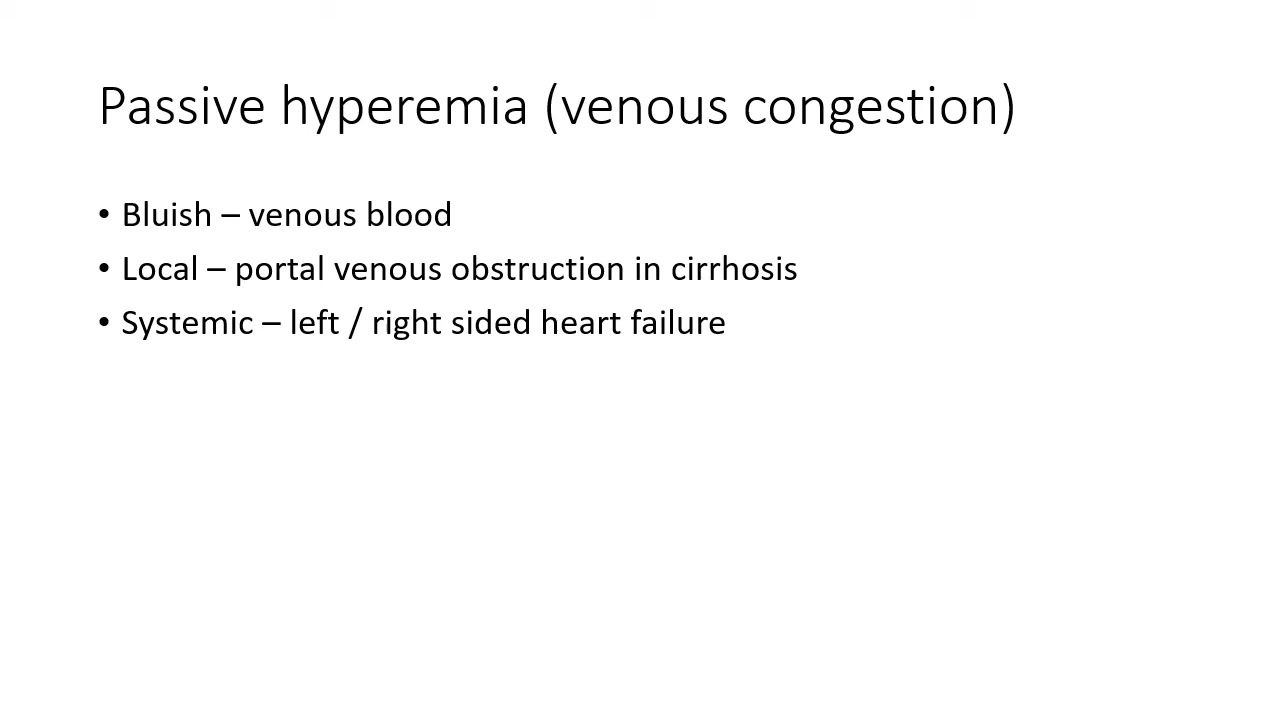 Passive hyperemia (venous congestion)
• Bluish – venous blood
• Local – portal venous obstruction in cirrhosis
• Systemic – left / right sided heart failure